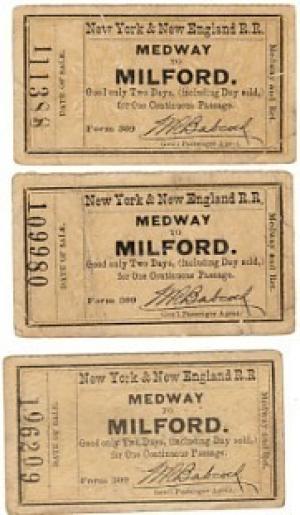 111388
DATE OF SALE.
New York & New England R.R.
MEDWAY
TO
MILFORD.
Good only Two Days, (including Day sold,)
for One Continuous Passage.
Form 309
W.R. Babcock
Gen'l Passenger Agent.
Medway and Ret.
109980
DATE OF SALE.
New York & New England R.R.
MEDWAY
TO
MILFORD.
Good only Two Days, (including Day sold,)
for One Continuous Passage.
Form 309
W.R. Babcock
Gen'l Passenger Agent.
Medway and Ret.
196209
DATE OF SALE.
New York & New England R.R
MEDWAY
TO
MILFORD.
Good only Two Days, (including Day sold,)
for One Continuous Passage.
Form 309
W.R. Babcock
Gen'l Passenger Agent.
Medway and Ret.